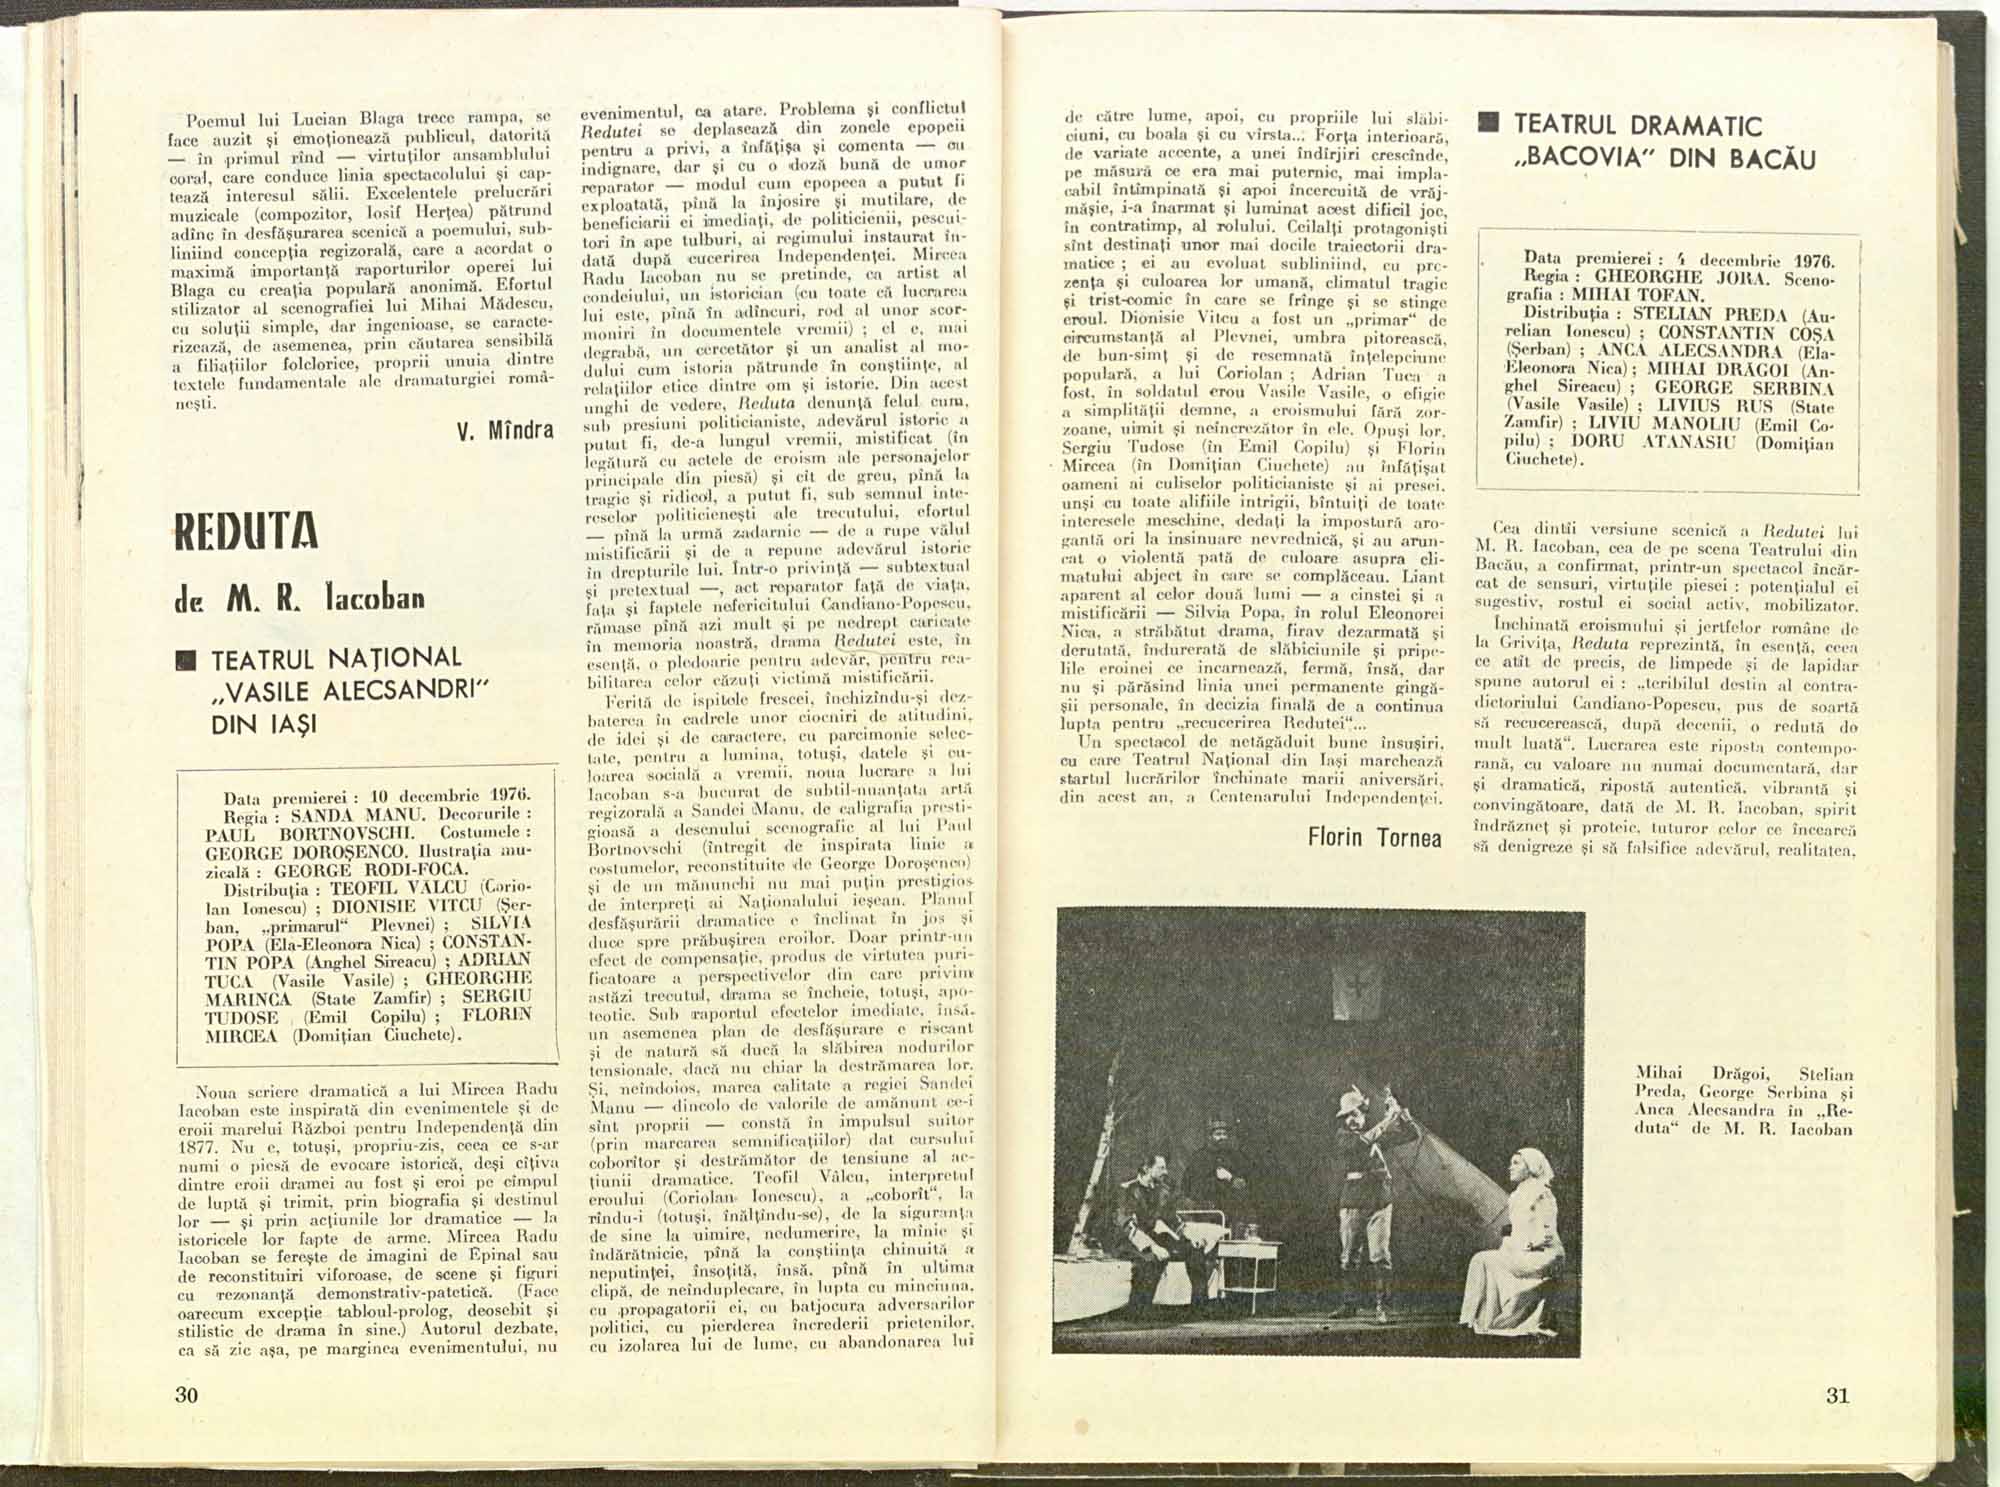 Poemul lui Lucian Blaga trece rampa, se
face auzit și emoționează publicul, datorită
— în primul rînd — virtuților ansamblului
coral, care conduce linia spectacolului și cap-
tează interesul sălii. Excelentele prelucrări
muzicale (compozitor, Iosif Herțea) pătrund
adînc în desfășurarea scenică a poemului, sub-
liniind concepția regizorală, care a acordat o
maximă importanță raporturilor operei lui
Blaga cu creația populară anonimă. Efortul
stilizator al scenografiei lui Mihai Mădescu,
cu soluții simple, dar ingenioase, se caracte-
rizează, de asemenea, prin căutarea sensibilă
a filiațiilor folclorice, proprii unuia dintre
textele fundamentale ale dramaturgiei româ-
nești.
V. Mîndra
REDUTA
de M. R. Iacoban
■ TEATRUL NAȚIONAL
„VASILE ALECSANDRI”
DIN IAȘI
Data premierei : 10 decembrie 1976.
Regia : SANDA MANU. Decorurile :
PAUL BORTNOVSCHI. Costumele :
GEORGE DOROȘENCO. Ilustrația mu-
zicală : GEORGE RODI-FOCA.
Distribuția : TEOFIL VÂLCU (Corio-
lan Ionescu) ; DIONISIE VITCU (Șer-
ban, „primarul“ Plevnei) ; SILVIA
POPA (Ela-Eleonora Nica) ; CONSTAN-
TIN POPA (Anghel Sireacu) ; ADRIAN
TUCA (Vasile Vasile) ; GHEORGHE
MARINCA (State Zamfir) ; SERGIU
TUDOSE (Emil Copilu) ; FLORIN
MIRCEA (Domițian Ciuchete).
Noua scriere dramatică a lui Mircea Radu
Iacoban este inspirată din evenimentele și de
eroii marelui Război pentru Independență din
1877. Nu e, totuși, propriu-zis, ceea ce s-ar
numi o piesă de evocare istorică, deși cîțiva
dintre eroii dramei au fost și eroi pe cîmpul
de luptă și trimit, prin biografia și destinul
lor — și prin acțiunile lor dramatice — la
istoricele lor fapte de arme. Mircea Radu
Iacoban se ferește de imagini de Epinal sau
de reconstituiri viforoase, de scene și figuri
cu rezonanță demonstrativ-patetică. (Face
oarecum excepție tabloul-prolog, deosebit și
stilistic de drama în sine.) Autorul dezbate,
ca să zic așa, pe marginea evenimentului, nu
evenimentul, ca atare. Problema și conflictul
Redutei se deplasează din zonele epopeii
pentru a privi, a înfățișa și comenta — cu
indignare, dar și cu o doză bună de umor
reparator — modul cum epopeea a putut fi
exploatată, pînă la înjosire și mutilare, de
beneficiarii ei imediați, de politicienii, pescui-
tori în ape tulburi, ai regimului instaurat în-
dată după cucerirea Independenței. Mircea
Radu Iacoban nu se pretinde, ca artist al
condeiului, un istorician (cu toate că lucrarea
lui este, pînă în adîncuri, rod al unor scor-
moniri în documentele vremii) ; el e, mai
degrabă, un cercetător și un analist al mo-
dului cum istoria pătrunde în conștiințe, al
relațiilor etice dintre om și istorie. Din acest
unghi de vedere, Reduta denunță felul cum,
sub presiuni politicianiste, adevărul istoric a
putut fi, de-a lungul vremii, mistificat (în
legătură cu actele de eroism ale personajelor
principale din piesă) și cît de greu, pînă la
tragic și ridicol, a putut fi, sub semnul inte-
reselor politicienești ale trecutului, efortul
— pînă la urmă zadarnic — de a rupe vălul
mistificării și de a repune adevărul istoric
în drepturile lui. Într-o privință — subtextual
și pretextual —, act reparator față de viața,
fața și faptele nefericitului Candiano-Popescu,
rămase pînă azi mult și pe nedrept caricate
în memoria noastră, drama Redutei este, în
esență, o pledoarie pentru adevăr, pentru rea-
bilitarea celor căzuți victimă mistificării.
Ferită de ispitele frescei, închizîndu-și dez-
baterea în cadrele unor ciocniri de atitudini,
de idei și de caractere, cu parcimonie selec-
tate, pentru a lumina, totuși, datele și cu-
loarea socială a vremii, noua lucrare a lui
Iacoban s-a bucurat de subtil-nuanțata artă
regizorală a Sandei Manu, de caligrafia presti-
gioasă a desenului scenografic al lui Paul
Bortnovschi (întregit de inspirata linie a
costumelor, reconstituite de George Doroșenco)
și de un mănunchi nu mai puțin prestigios
de interpreți ai Naționalului ieșean. Planul
desfășurării dramatice e înclinat în jos și
duce spre prăbușirea eroilor. Doar printr-un
efect de compensație, produs de virtutea puri-
ficatoare a perspectivelor din care privim
astăzi trecutul, drama se încheie, totuși, apo-
teotic. Sub raportul efectelor imediate, însă,
un asemenea plan de desfășurare e riscant
și de natură să ducă la slăbirea nodurilor
tensionale, dacă nu chiar la destrămarea lor.
Și, neîndoios, marea calitate a regiei Sandei
Manu — dincolo de valorile de amănunt ce-i
sînt proprii — constă în impulsul suitor
(prin marcarea semnificațiilor) dat cursului
coborîtor și destrămător de tensiune al ac-
țiunii dramatice. Teofil Vâlcu, interpretul
eroului (Coriolan Ionescu), a „coborît“, la
rîndu-i (totuși, înălțîndu-se), de la siguranța
de sine la uimire, nedumerire, la mînie și
îndărătnicie, pînă la conștiința chinuită a
neputinței, însoțită, însă, pînă în ultima
clipă, de neînduplecare, în lupta cu minciuna,
cu propagatorii ei, cu batjocura adversarilor
politici, cu pierderea încrederii prietenilor,
cu izolarea lui de lume, cu abandonarea lui
30
de către lume, apoi, cu propriile lui slăbi-
ciuni, cu boala și cu vîrsta... Forța interioară,
de variate accente, a unei îndîrjiri crescînde,
pe măsură ce era mai puternic, mai impla-
cabil întîmpinată și apoi încercuită de vrăj-
mășie, i-a înarmat și luminat acest dificil joc,
în contratimp, al rolului. Ceilalți protagoniști
sînt destinați unor mai docile traiectorii dra-
matice ; ei au evoluat subliniind, cu pre-
zența și culoarea lor umană, climatul tragic
și trist-comic în care se frînge și se stinge
eroul. Dionisie Vitcu a fost un „primar“ de
circumstanță al Plevnei, umbra pitorească,
de bun-simț și de resemnată înțelepciune
populară, a lui Coriolan ; Adrian Tuca a
fost, în soldatul erou Vasile Vasile, o efigie
a simplității demne, a eroismului fără zor-
zoane, uimit și neîncrezător în ele. Opuși lor,
Sergiu Tudose (în Emil Copilu) și Florin
Mircea (în Domițian Ciuchete) au înfățișat
oameni ai culiselor politicianiste și ai presei,
unși cu toate alifiile intrigii, bîntuiți de toate
interesele meschine, dedați la impostură aro-
gantă ori la insinuare nevrednică, și au arun-
cat o violentă pată de culoare asupra cli-
matului abject în care se complăceau. Liant
aparent al celor două lumi — a cinstei și a
mistificării — Silvia Popa, în rolul Eleonorei
Nica, a străbătut drama, firav dezarmată și
derutată, îndurerată de slăbiciunile și pripe-
lile eroinei ce incarnează, fermă, însă, dar
nu și părăsind linia unei permanente gingă-
șii personale, în decizia finală de a continua
lupta pentru „recucerirea Redutei“...
Un spectacol de netăgăduit bune însușiri,
cu care Teatrul Național din Iași marchează
startul lucrărilor închinate marii aniversări,
din acest an, a Centenarului Independenței.
Florin Tornea
■ TEATRUL DRAMATIC
„BACOVIA” DIN BACĂU
Data premierei : 4 decembrie 1976.
Regia : GHEORGHE JORA. Sceno-
grafia : MIHAI TOFAN.
Distribuția : STELIAN PREDA (Au-
relian Ionescu) ; CONSTANTIN COȘA
(Șerban) ; ANCA ALECSANDRA (Ela-
Eleonora Nica) ; MIHAI DRĂGOI (An-
ghel Sireacu) ; GEORGE SERBINA
(Vasile Vasile) ; LIVIUS RUS (State
Zamfir) ; LIVIU MANOLIU (Emil Co-
pilu) ; DORU ATANASIU (Domițian
Ciuchete).
Cea dintîi versiune scenică a Redutei lui
M. R. Iacoban, cea de pe scena Teatrului din
Bacău, a confirmat, printr-un spectacol încăr-
cat de sensuri, virtuțile piesei : potențialul ei
sugestiv, rostul ei social activ, mobilizator.
Închinată eroismului și jertfelor române de
la Grivița, Reduta reprezintă, în esență, ceea
ce atît de precis, de limpede și de lapidar
spune autorul ei : „teribilul destin al contra-
dictoriului Candiano-Popescu, pus de soartă
să recucerească, după decenii, o redută de
mult luată“. Lucrarea este riposta contempo-
rană, cu valoare nu numai documentară, dar
și dramatică, ripostă autentică, vibrantă și
convingătoare, dată de M. R. Iacoban, spirit
îndrăzneț și proteic, tuturor celor ce încearcă
să denigreze și să falsifice adevărul, realitatea,
Mihai Drăgoi, Stelian
Preda, George Serbina și
Anca Alecsandra în „Re-
duta“ de M. R. Iacoban
31